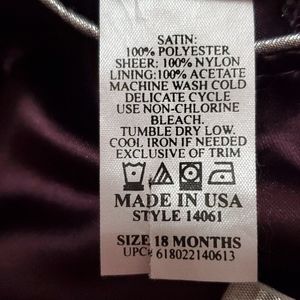 SATIN:
100% POLYESTER
SHEER: 100% NYLON
LINING:100% ACETATE
MACHINE WASH COLD
DELICATE CYCLE
USE NON-CHLORINE
BLEACH.
TUMBLE DRY LOW.
COOL IRON IF NEEDED
EXCLUSIVE OF TRIM
MADE IN USA
STYLE 14061
SIZE 18 MONTHS
UPC# 618022140613